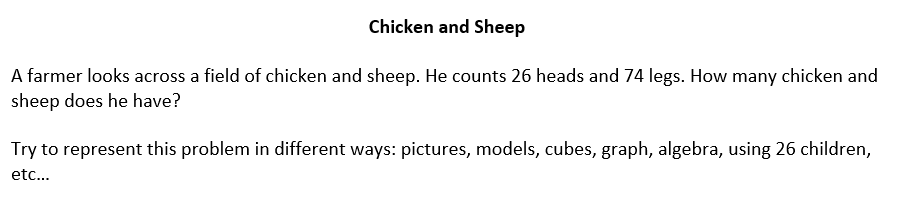 Chicken and Sheep
A farmer looks across a field of chicken and sheep. He counts 26 heads and 74 legs. How many chicken and
sheep does he have?
Try to represent this problem in different ways: pictures, models, cubes, graph, algebra, using 26 children,
etc...